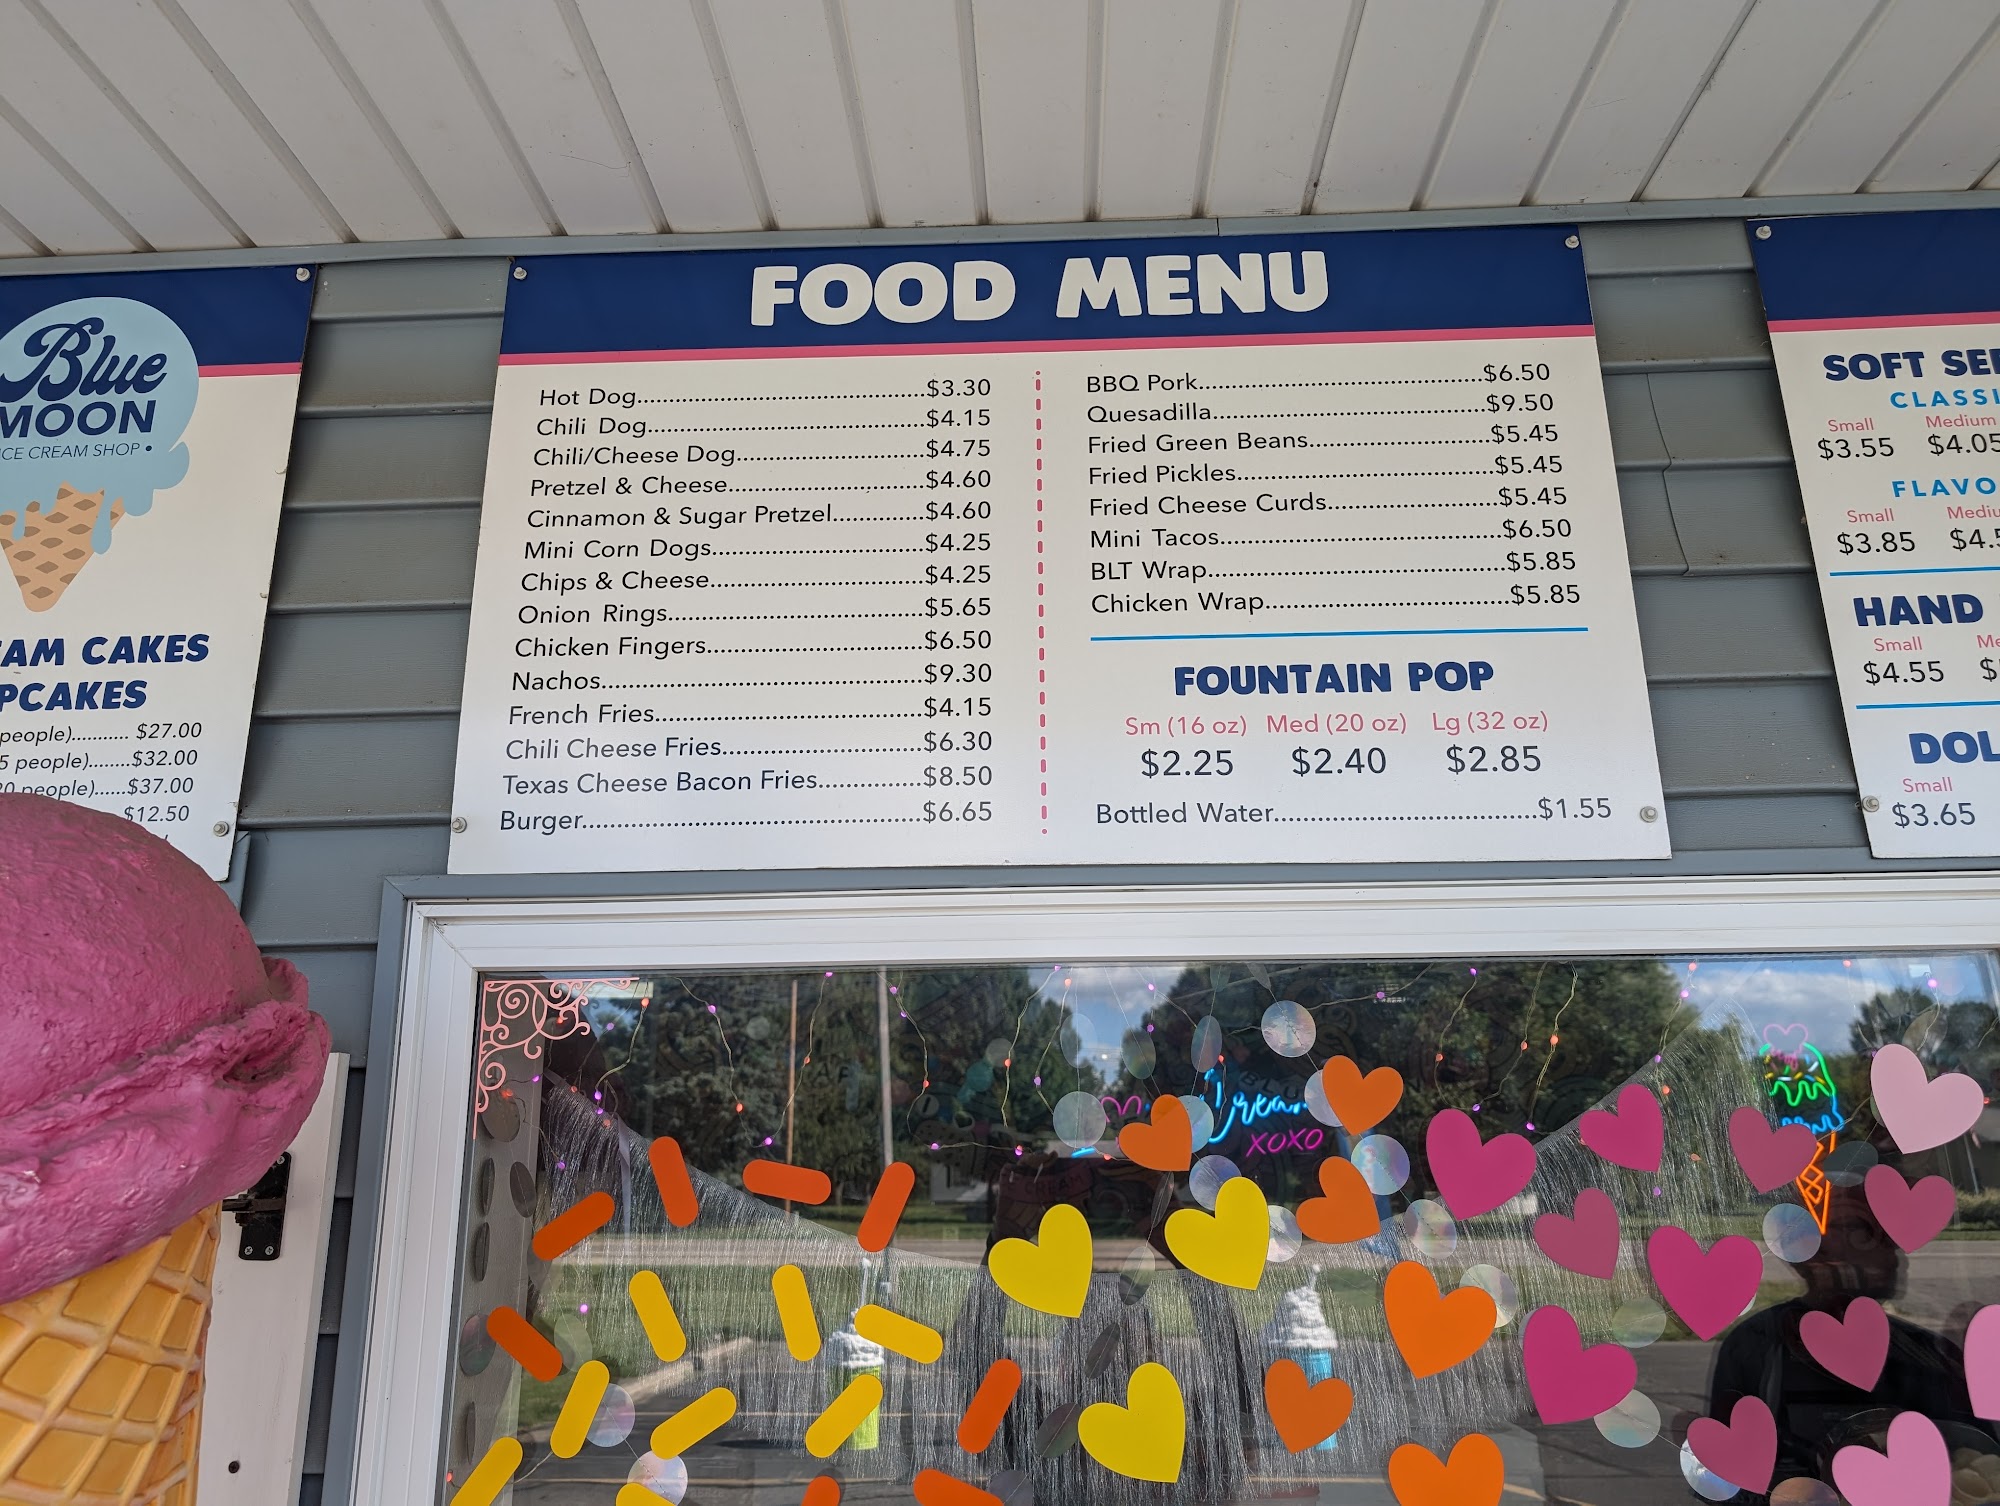 Blue
MOON
ICE CREAM SHOP •
CAKES
people)........... $27.00
people)........$32.00
people)......$37.00
$12.50
FOOD MENU
Hot Dog..........$3.30
Chili Dog..........$4.15
Chili/Cheese Dog..........$4.75
Pretzel & Cheese..........$4.60
Cinnamon & Sugar Pretzel..........$4.60
Mini Corn Dogs..........$4.25
Chips & Cheese..........$4.25
Onion Rings..........$5.65
Chicken Fingers..........$6.50
Nachos..........$9.30
French Fries..........$4.15
Chili Cheese Fries..........$6.30
Texas Cheese Bacon Fries..........$8.50
Burger..........$6.65
BBQ Pork..........$6.50
Quesadilla..........$9.50
Fried Green Beans..........$5.45
Fried Pickles..........$5.45
Fried Cheese Curds..........$5.45
Mini Tacos..........$6.50
BLT Wrap..........$5.85
Chicken Wrap..........$5.85
FOUNTAIN POP
Sm (16 oz) Med (20 oz) Lg (32 oz)
$2.25 $2.40 $2.85
Bottled Water..........$1.55
SOFT
Small Medium
$3.55 $4.05
Small
$3.85
HAND
Small
$4.55
Small
$3.65
XOXO